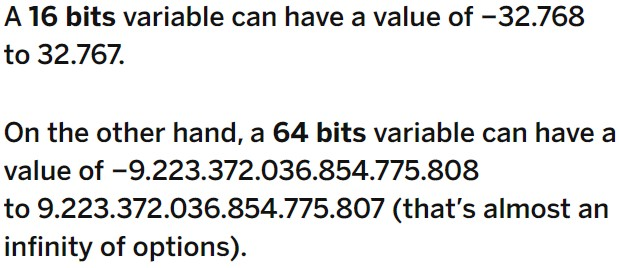 A 16 bits variable can have a value of –32.768
to 32.767.
On the other hand, a 64 bits variable can have a
value of –9.223.372.036.854.775.808
to 9.223.372.036.854.775.807 (that’s almost an
infinity of options).